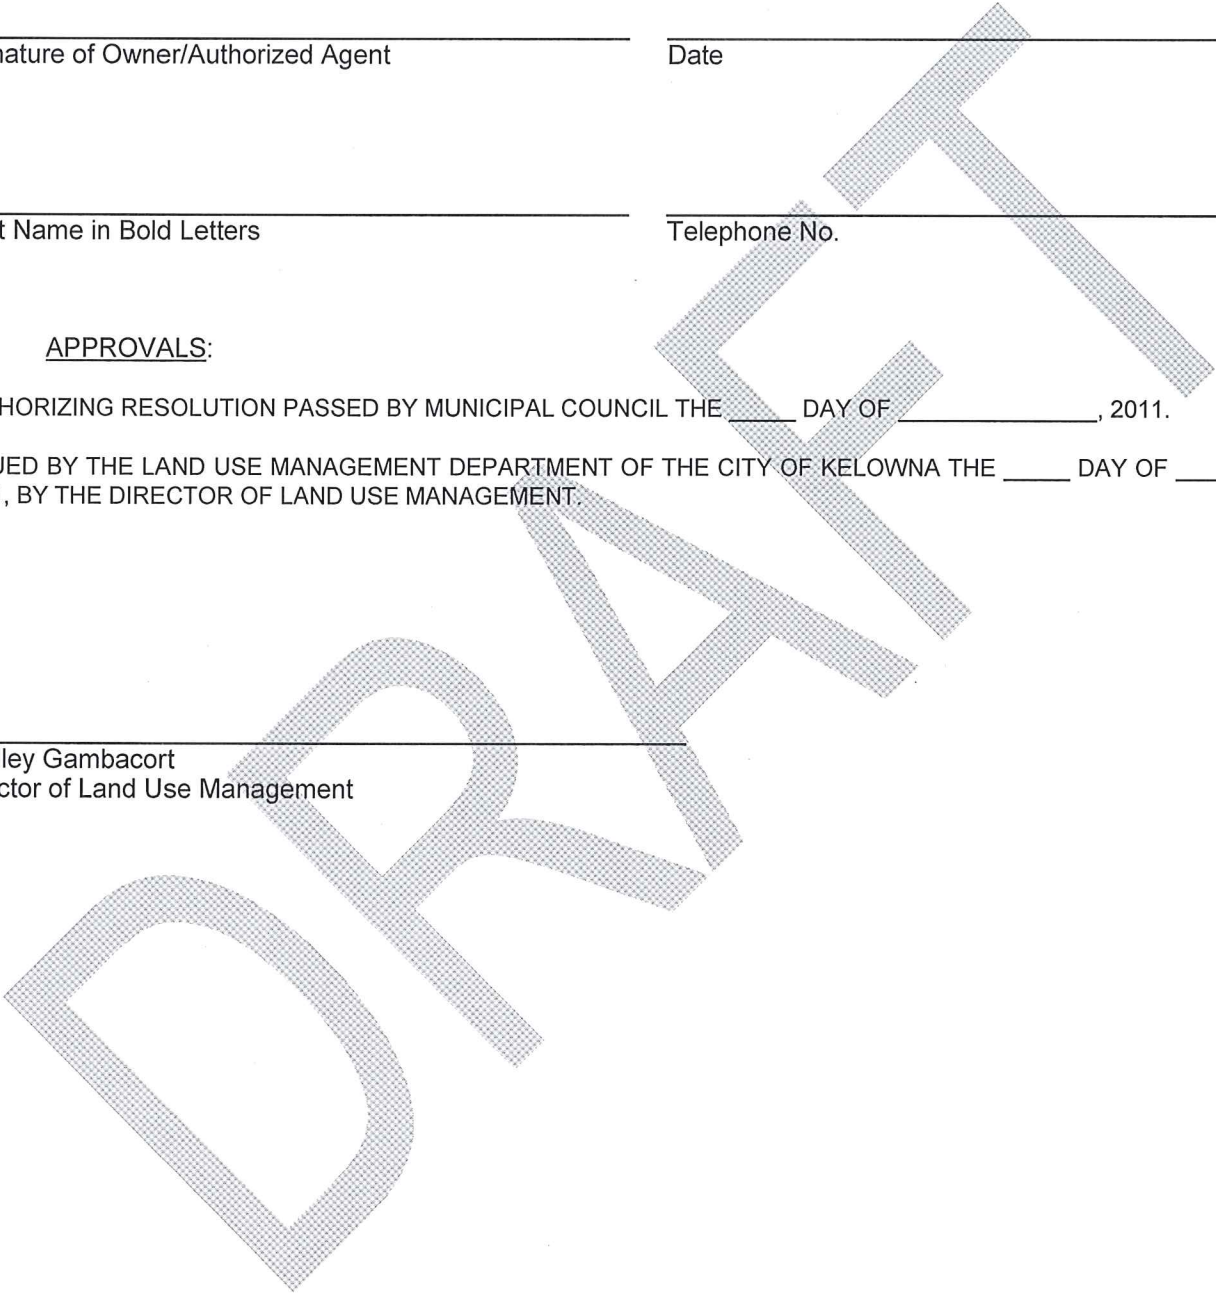 nature of Owner/Authorized Agent
Date
t Name in Bold Letters
Telephone No.
APPROVALS:
HORIZING RESOLUTION PASSED BY MUNICIPAL COUNCIL THE _____ DAY OF _______________, 2011.
UED BY THE LAND USE MANAGEMENT DEPARTMENT OF THE CITY OF KELOWNA THE _____ DAY OF ___
, BY THE DIRECTOR OF LAND USE MANAGEMENT.
ley Gambacort
ctor of Land Use Management
DRAFT